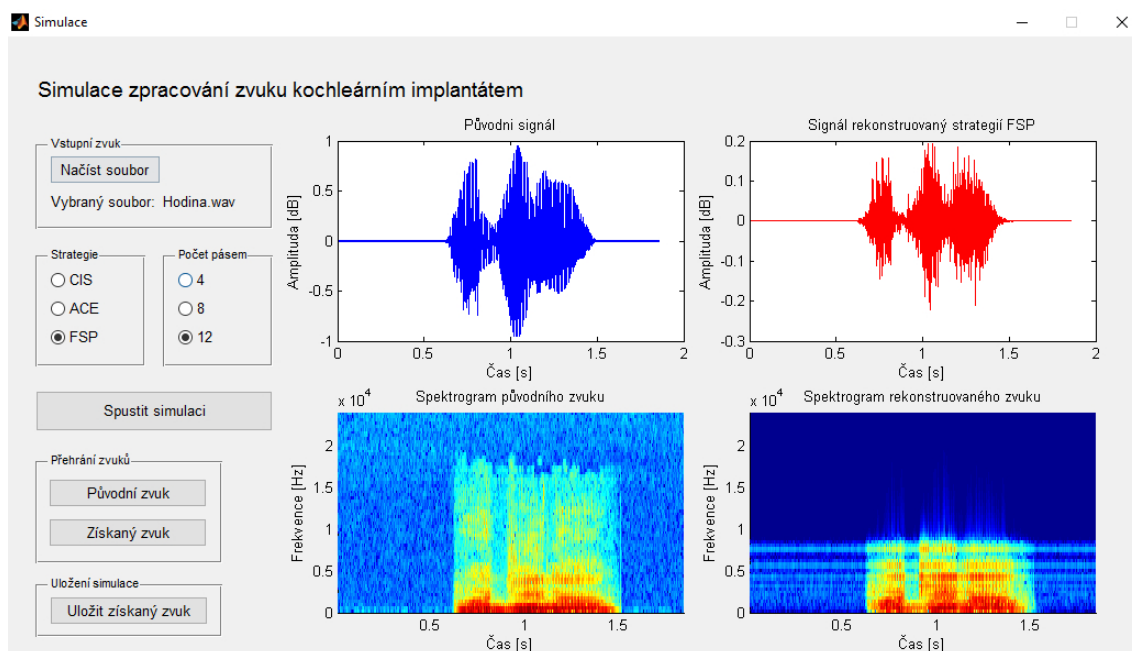 Simulace
Simulace zpracování zvuku kochleárním implantátem
Vstupní zvuk
Načíst soubor
Vybraný soubor: Hodina.wav
Strategie
CIS
ACE
FSP
Počet pásem
4
8
12
Spustit simulaci
Přehrání zvuků
Původní zvuk
Získaný zvuk
Uložení simulace
Uložit získaný zvuk
Původni signál
Amplituda [dB]
1
0.5
0
-0.5
-1
0 0.5 1 1.5 2
Čas [s]
Signál rekonstruovaný strategií FSP
Amplituda [dB]
0.2
0.1
0
-0.1
-0.2
-0.3
0 0.5 1 1.5 2
Čas [s]
x 10^4
Spektrogram původního zvuku
Frekvence [Hz]
2
1.5
1
0.5
0
0.5 1 1.5
Čas [s]
x 10^4
Spektrogram rekonstruovaného zvuku
Frekvence [Hz]
2
1.5
1
0.5
0
0.5 1 1.5
Čas [s]